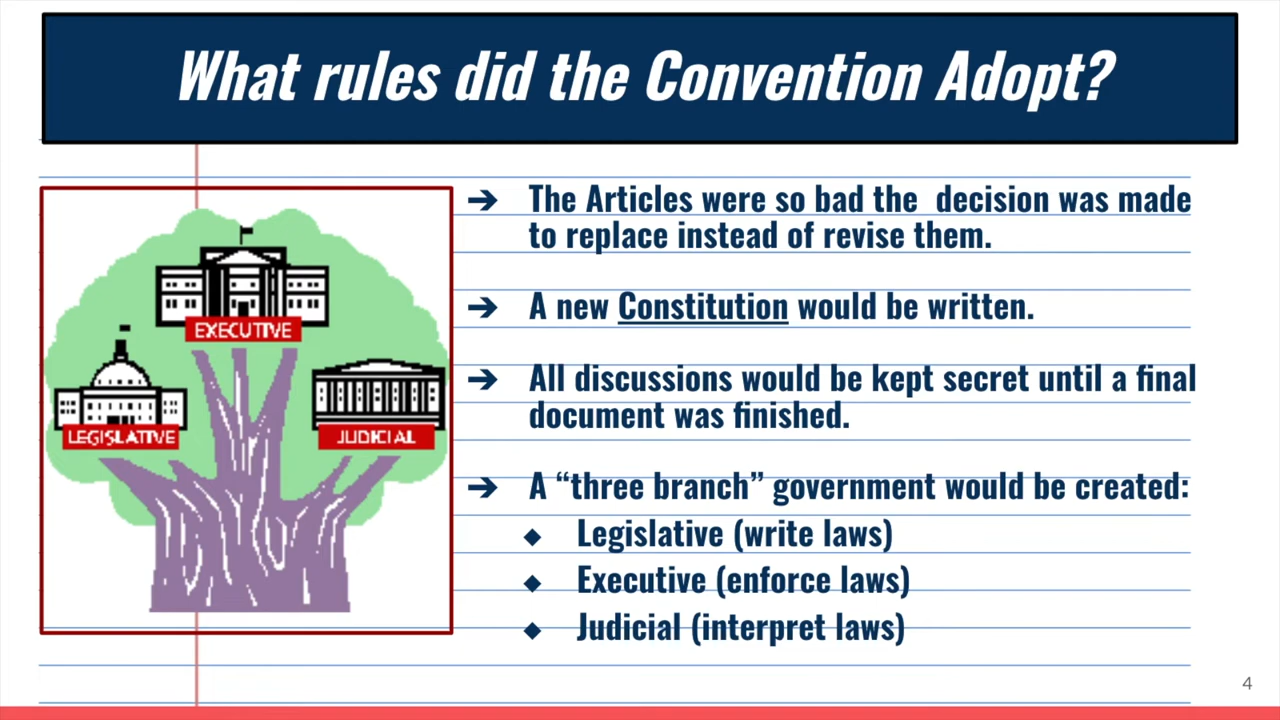 What rules did the Convention Adopt?
EXECUTIVE
LEGISLATIVE
JUDICIAL
➔ The Articles were so bad the  decision was made
to replace instead of revise them.
➔ A new Constitution would be written.
➔ All discussions would be kept secret until a final
document was finished.
➔ A “three branch” government would be created:
◆ Legislative (write laws)
◆ Executive (enforce laws)
◆ Judicial (interpret laws)
4